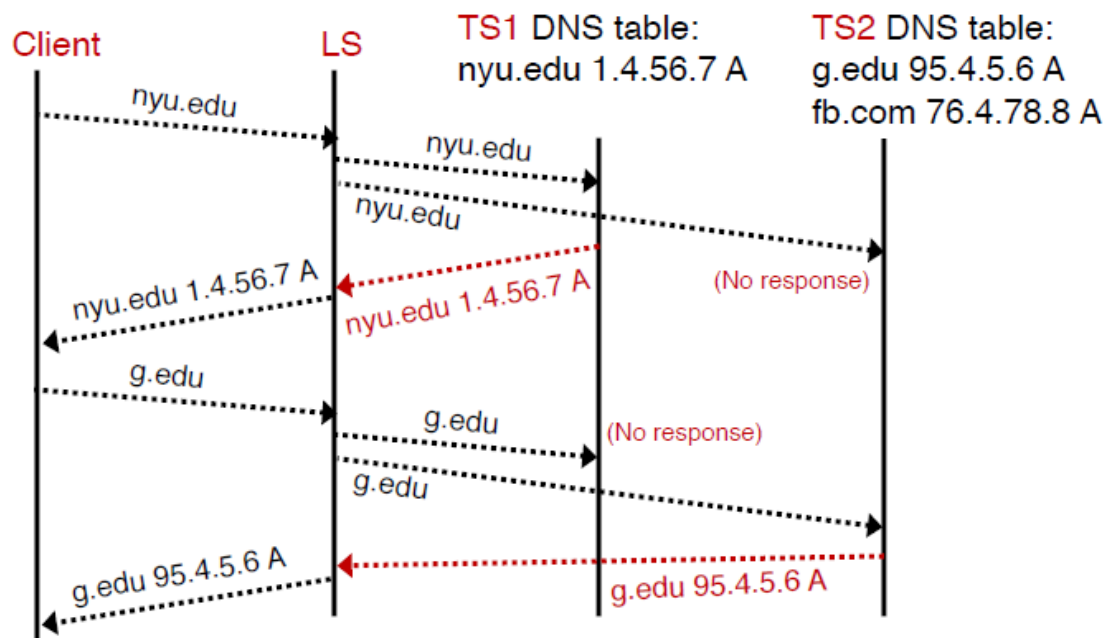 Client
LS
TS1 DNS table:
nyu.edu 1.4.56.7 A
TS2 DNS table:
g.edu 95.4.5.6 A
fb.com 76.4.78.8 A
nyu.edu
nyu.edu
nyu.edu
(No response)
nyu.edu 1.4.56.7 A
nyu.edu 1.4.56.7 A
g.edu
g.edu
(No response)
g.edu
g.edu 95.4.5.6 A
g.edu 95.4.5.6 A